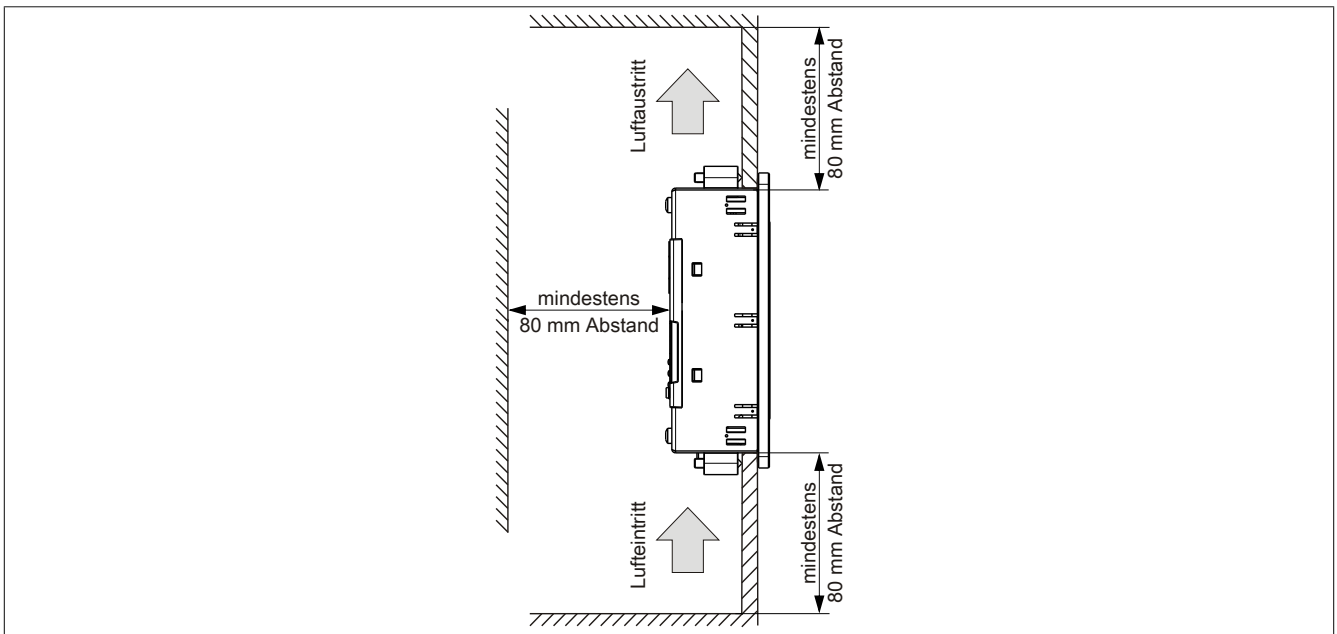 Luftaustritt
mindestens
80 mm Abstand
mindestens
80 mm Abstand
Lufteintritt
mindestens
80 mm Abstand